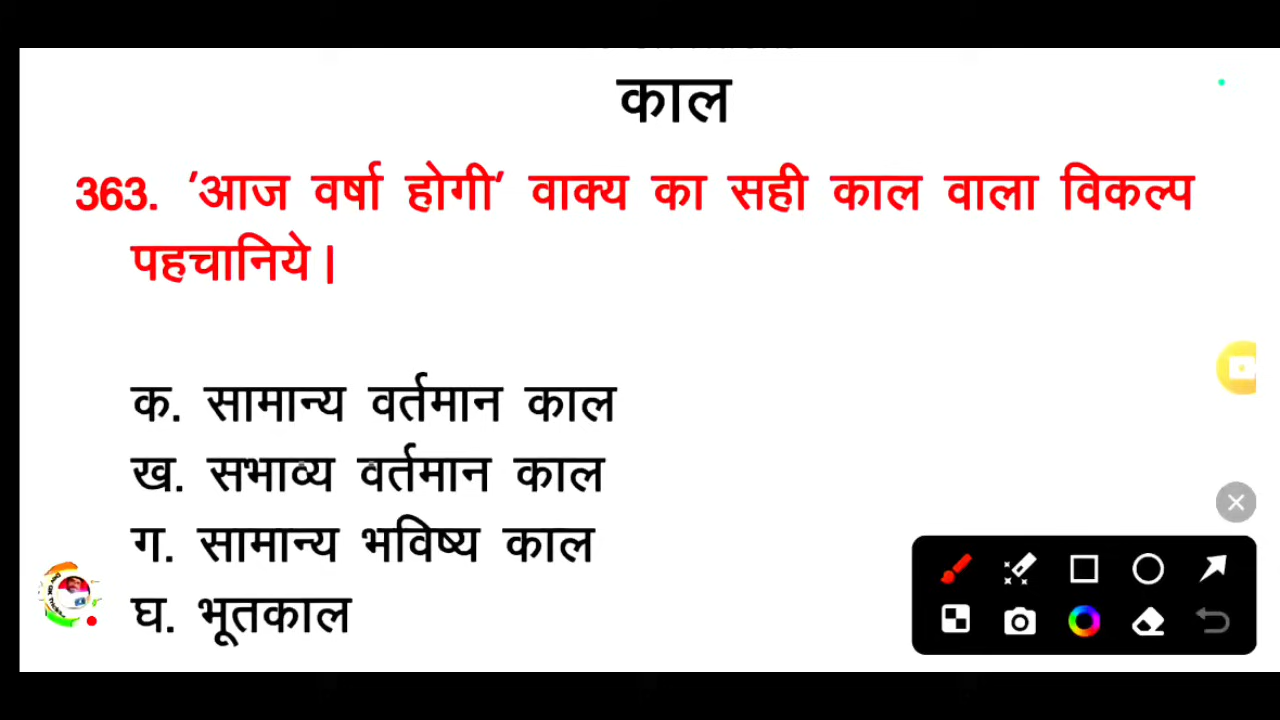 काल
363. 'आज वर्षा होगी' वाक्य का सही काल वाला विकल्प
पहचानिये।
क. सामान्य वर्तमान काल
ख. सभाव्य वर्तमान काल
ग. सामान्य भविष्य काल
घ. भूतकाल